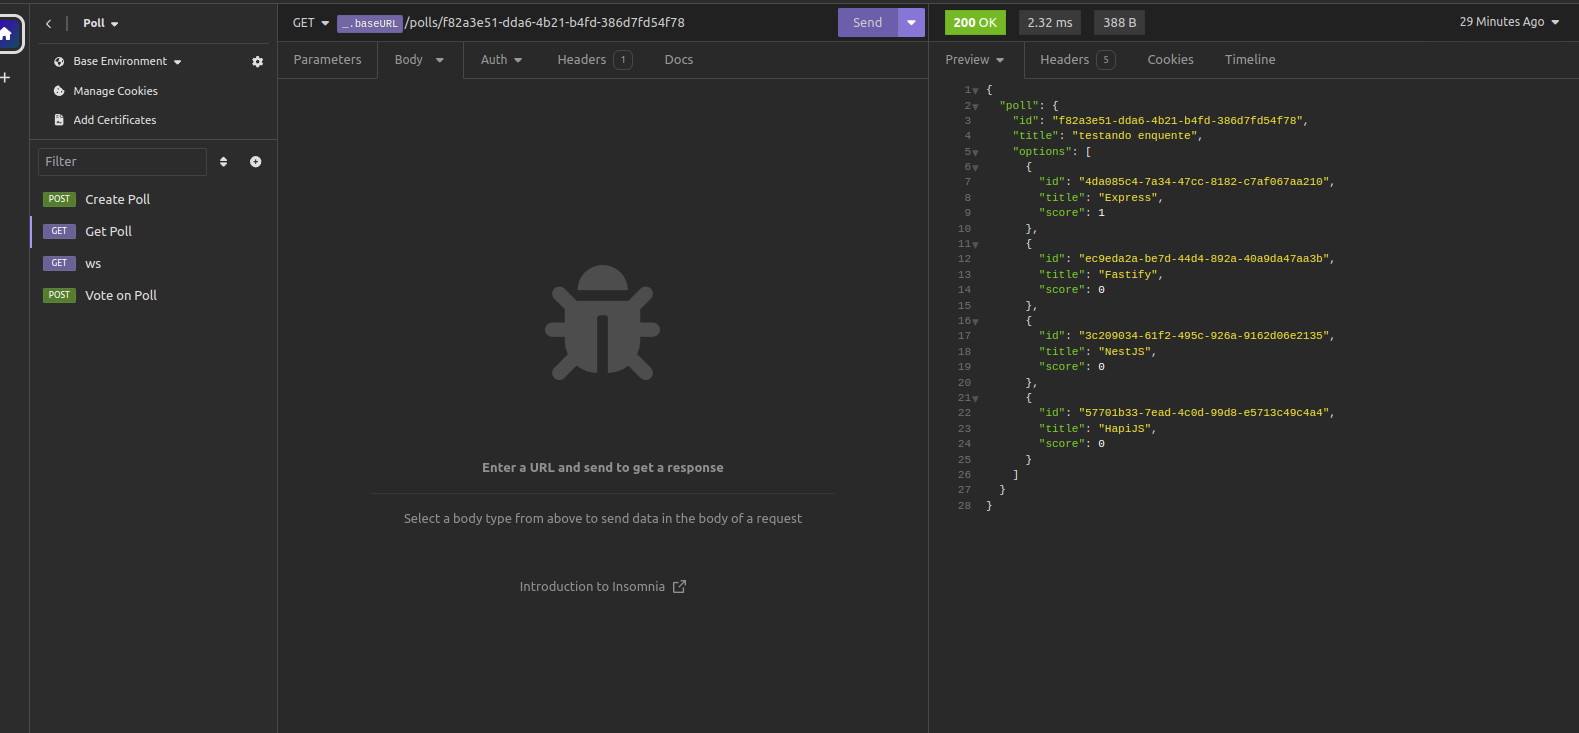 Poll
Base Environment
Manage Cookies
Add Certificates
Filter
POST Create Poll
GET Get Poll
GET ws
POST Vote on Poll
GET _.baseURL /polls/f82a3e51-dda6-4b21-b4fd-386d7fd54f78 Send
Parameters Body Auth Headers 1 Docs
Enter a URL and send to get a response
Select a body type from above to send data in the body of a request
Introduction to Insomnia
200 OK 2.32 ms 388 B 29 Minutes Ago
Preview Headers 5 Cookies Timeline
1 {
2 "poll": {
3 "id": "f82a3e51-dda6-4b21-b4fd-386d7fd54f78",
4 "title": "testando enquente",
5 "options": [
6 {
7 "id": "4da085c4-7a34-47cc-8182-c7af067aa210",
8 "title": "Express",
9 "score": 1
10 },
11 {
12 "id": "ec9eda2a-be7d-44d4-892a-40a9da47aa3b",
13 "title": "Fastify",
14 "score": 0
15 },
16 {
17 "id": "3c209034-61f2-495c-926a-9162d06e2135",
18 "title": "NestJS",
19 "score": 0
20 },
21 {
22 "id": "57701b33-7ead-4c0d-99d8-e5713c49c4a4",
23 "title": "HapiJS",
24 "score": 0
25 }
26 ]
27 }
28 }